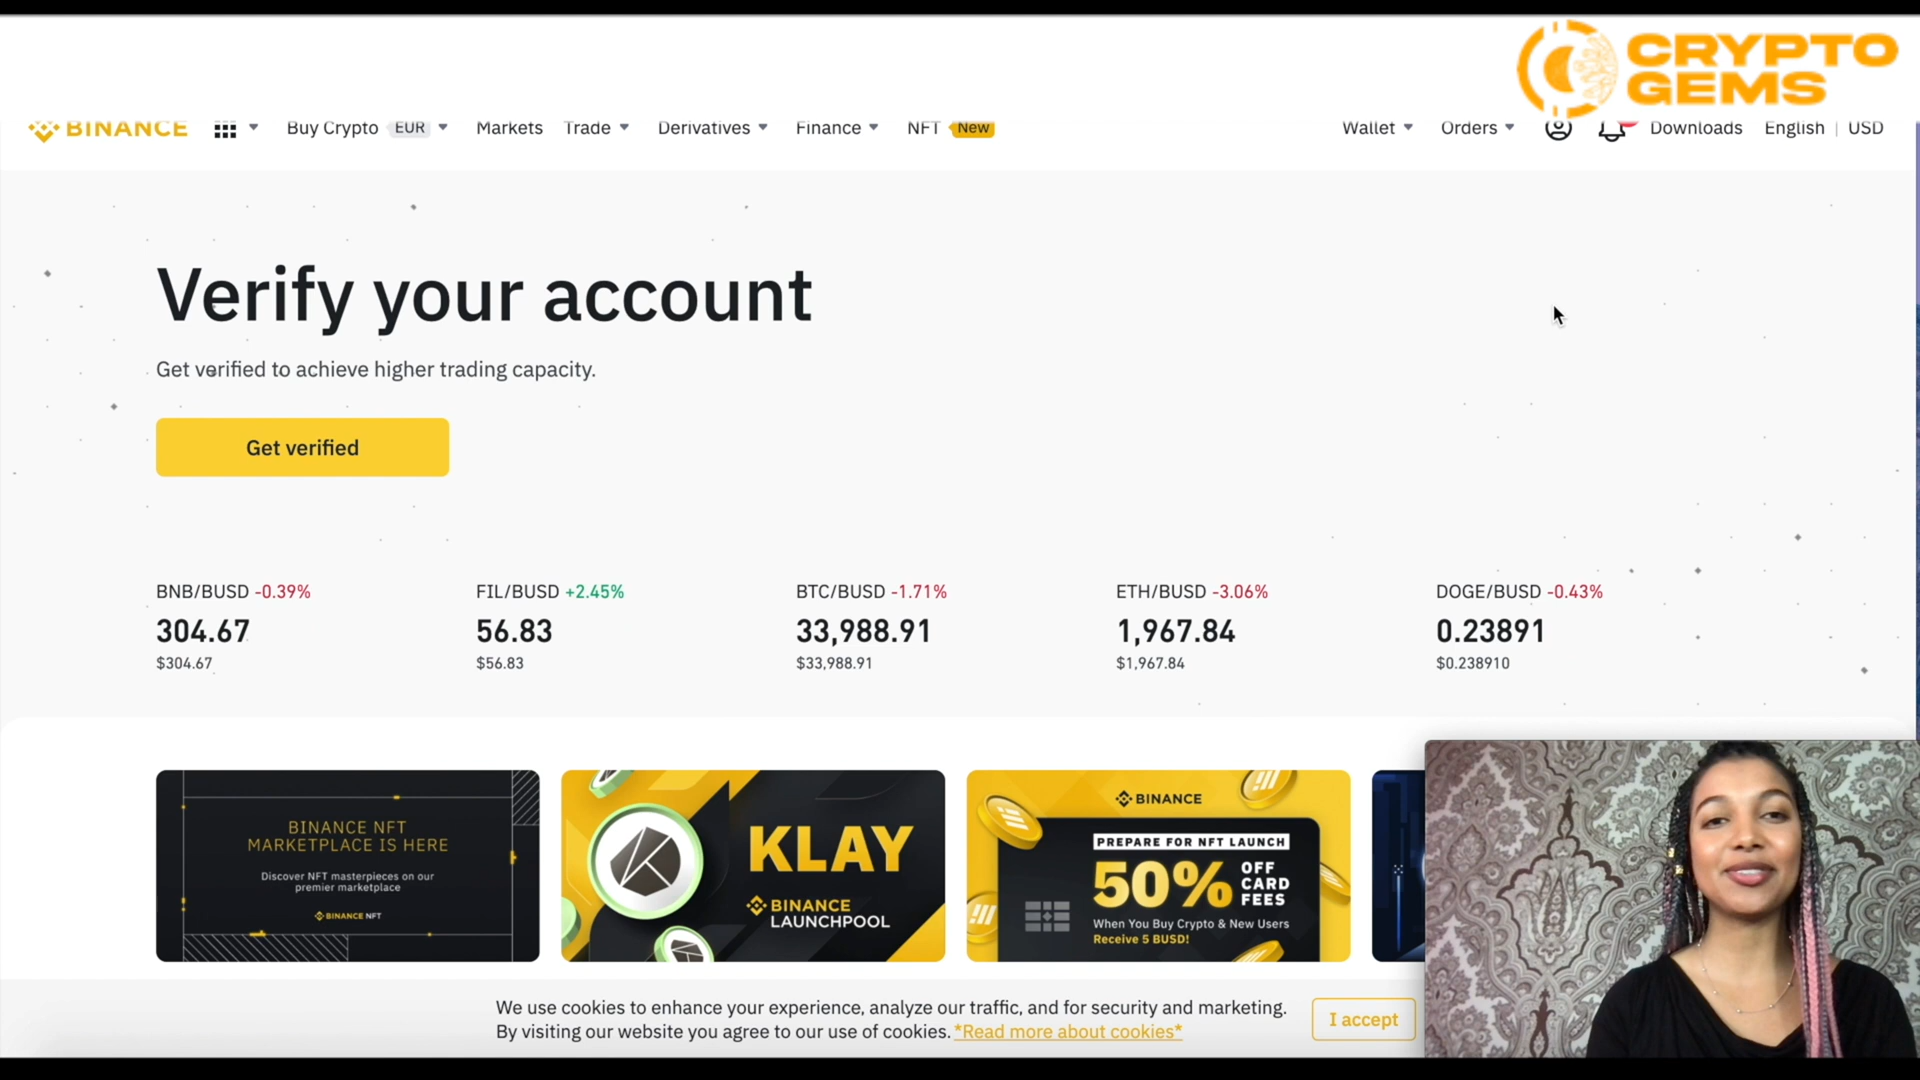 CRYPTO
GEMS
BINANCE
Buy Crypto EUR Markets Trade Derivatives Finance NFT New
Wallet Orders Downloads English | USD
Verify your account
Get verified to achieve higher trading capacity.
Get verified
BNB/BUSD -0.39%
304.67
$304.67
FIL/BUSD +2.45%
56.83
$56.83
BTC/BUSD -1.71%
33,988.91
$33,988.91
ETH/BUSD -3.06%
1,967.84
$1,967.84
DOGE/BUSD -0.43%
0.23891
$0.238910
BINANCE NFT
MARKETPLACE IS HERE
Discover NFT masterpieces on our
premier marketplace
BINANCE NFT
KLAY
BINANCE
LAUNCHPOOL
BINANCE
PREPARE FOR NFT LAUNCH
50% OFF
CARD
FEES
When You Buy Crypto & New Users
Receive 5 BUSD!
We use cookies to enhance your experience, analyze our traffic, and for security and marketing.
By visiting our website you agree to our use of cookies. *Read more about cookies*
I accept